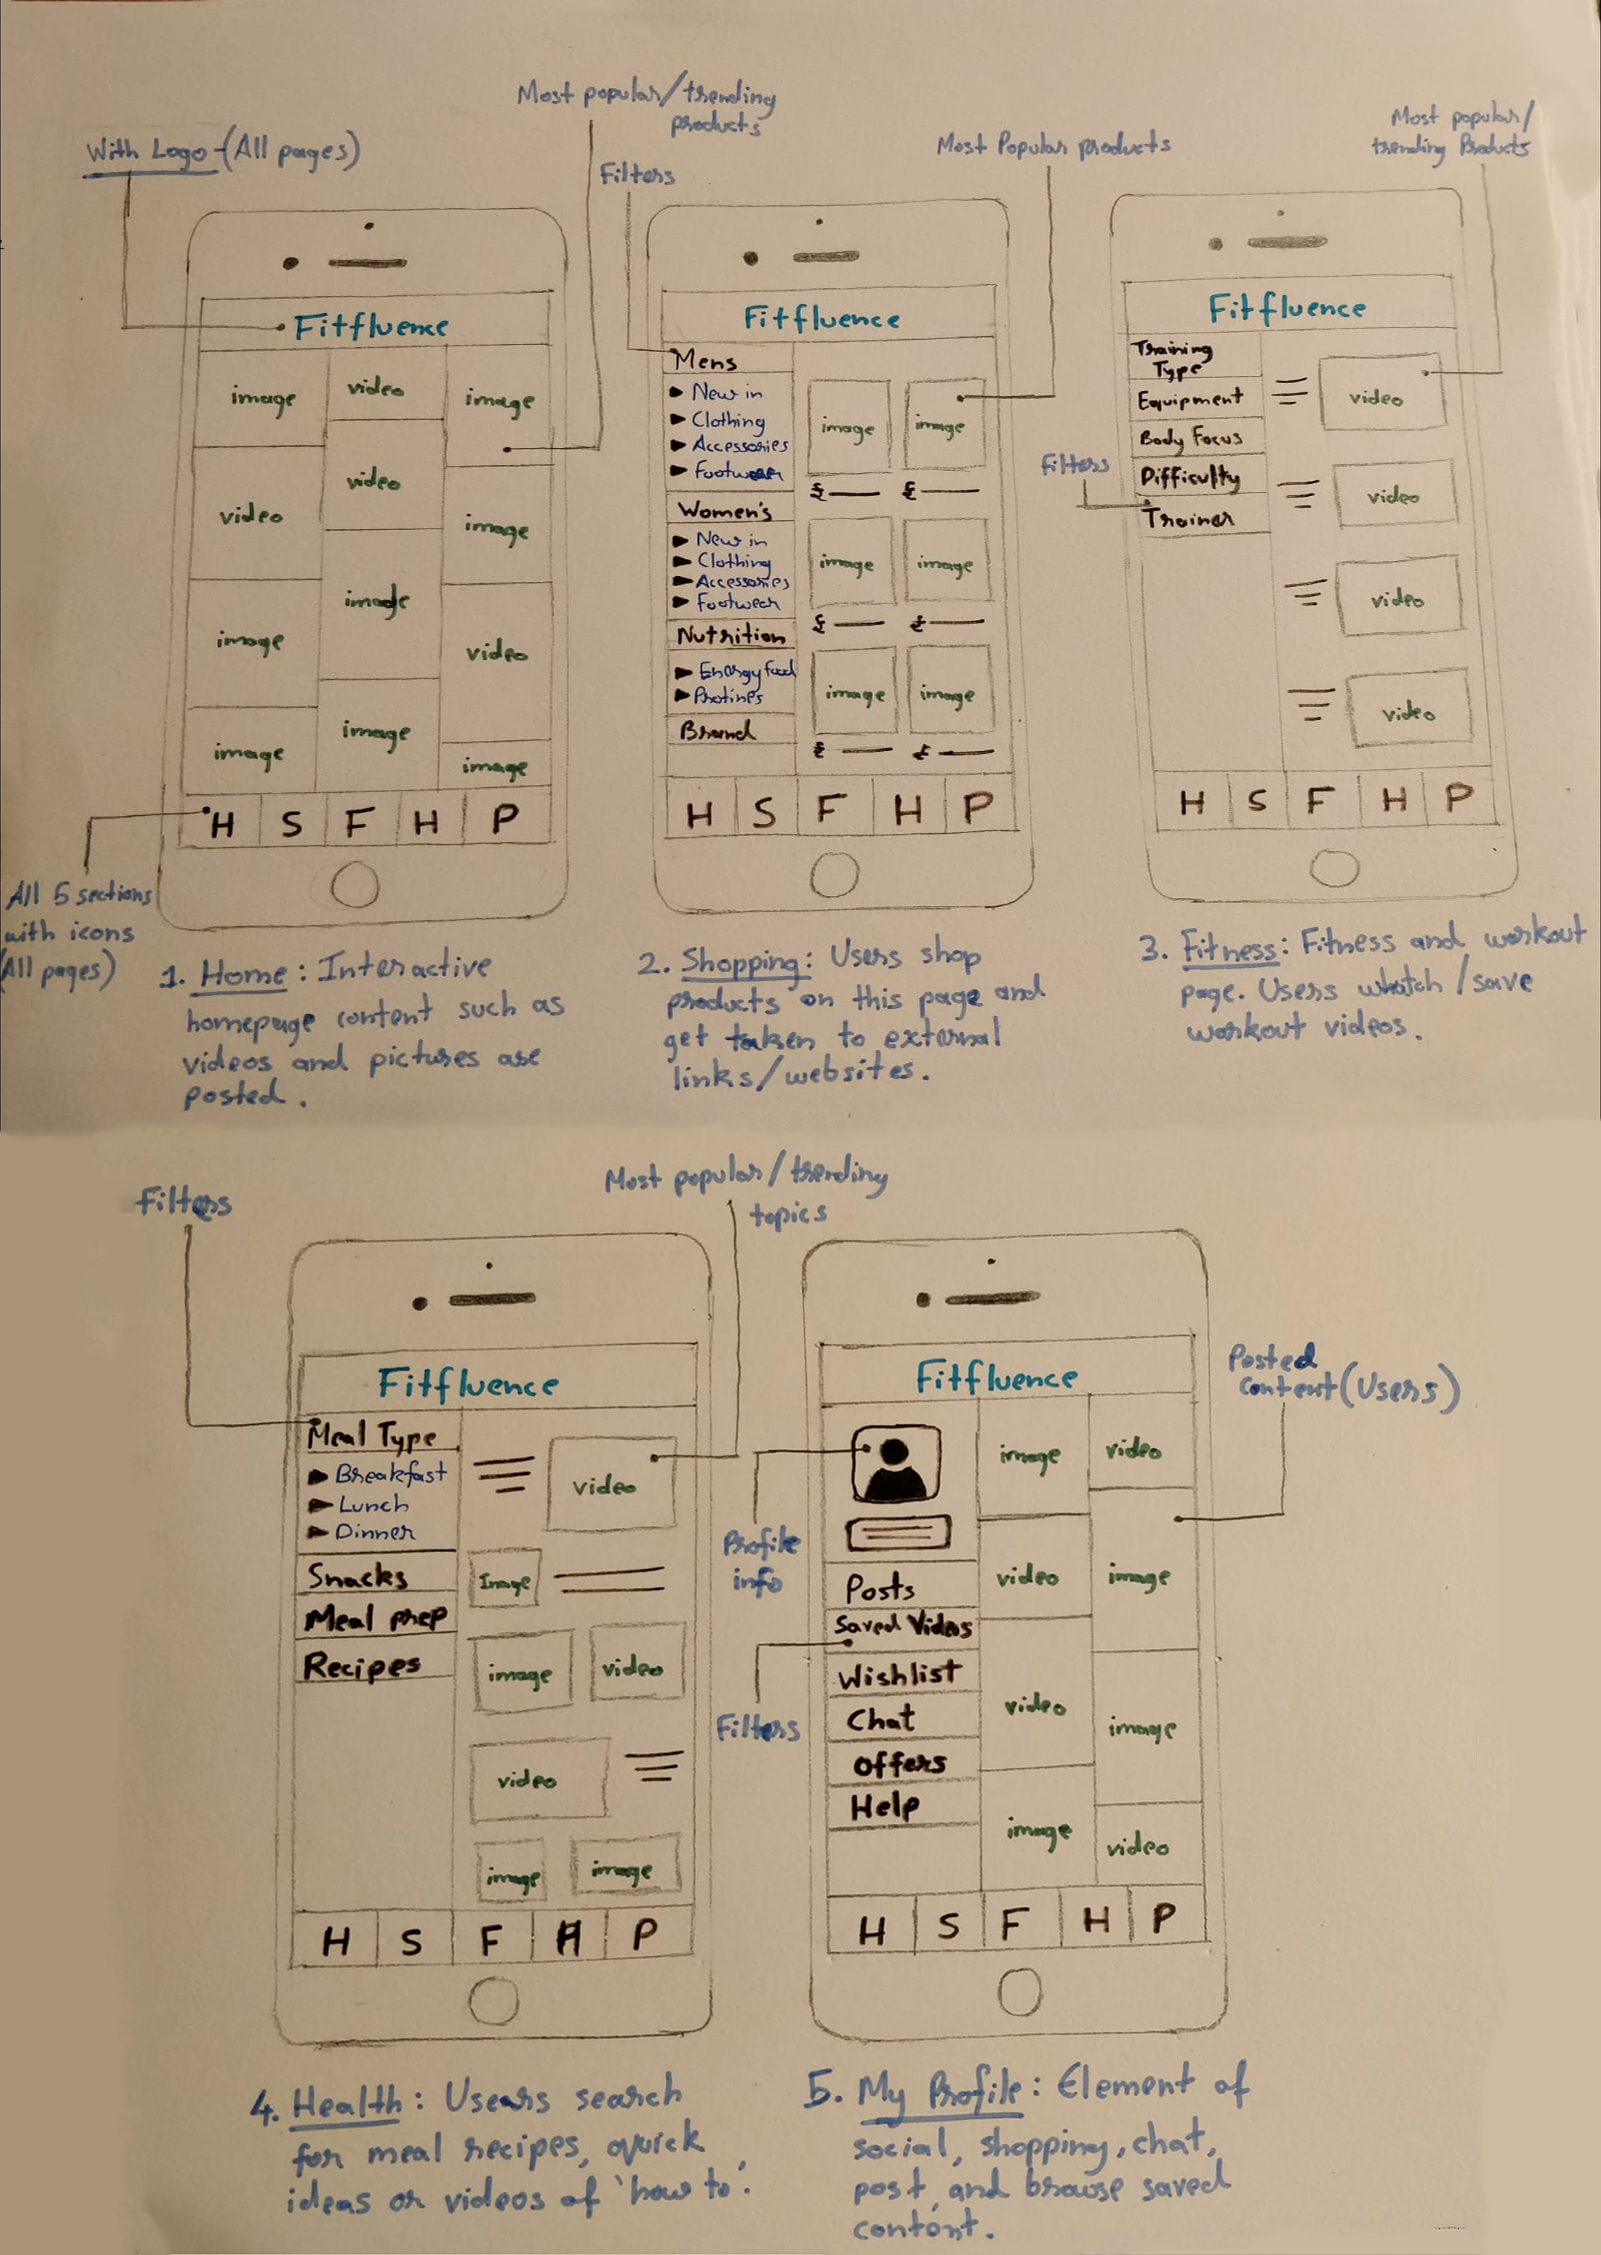 Most popular/trending
products
With Logo-(All pages)
Filters
Most Popular products
Most popular/
trending Products
Fitfluence
image
video
image
video
video
image
image
image
video
image
image
image
H S F H P
All 5 sections
with icons
(All pages)
1. Home: Interactive
homepage content such as
videos and pictures are
posted.
Fitfluence
Mens
New in
Clothing
Accessories
Footwear
Women's
New in
Clothing
Accessories
Footwear
Nutrition
Energy food
Protines
Brand
image image
£ £
image image
£ £
image image
£ £
H S F H P
2. Shopping: Users shop
products on this page and
get taken to external
links/websites.
Fitfluence
Training
Type
Equipment
Body Focus
Difficulty
Trainer
Filters
video
video
video
video
H S F H P
3. Fitness: Fitness and workout
page. Users whatch/save
workout videos.
Filters
Most popular/trending
topics
Fitfluence
Meal Type
Breakfast
Lunch
Dinner
Snacks
Meal prep
Recipes
video
Image
image video
video
image image
H S F H P
4. Health: Users search
for meal recipes, quick
ideas or videos of 'how to'.
Fitfluence
Posted
content(Users)
Profile
info
Filters
Posts
Saved Videos
Wishlist
Chat
Offers
Help
image video
video image
video image
image video
H S F H P
5. My Profile: Element of
social, shopping, chat,
post, and browse saved
content.